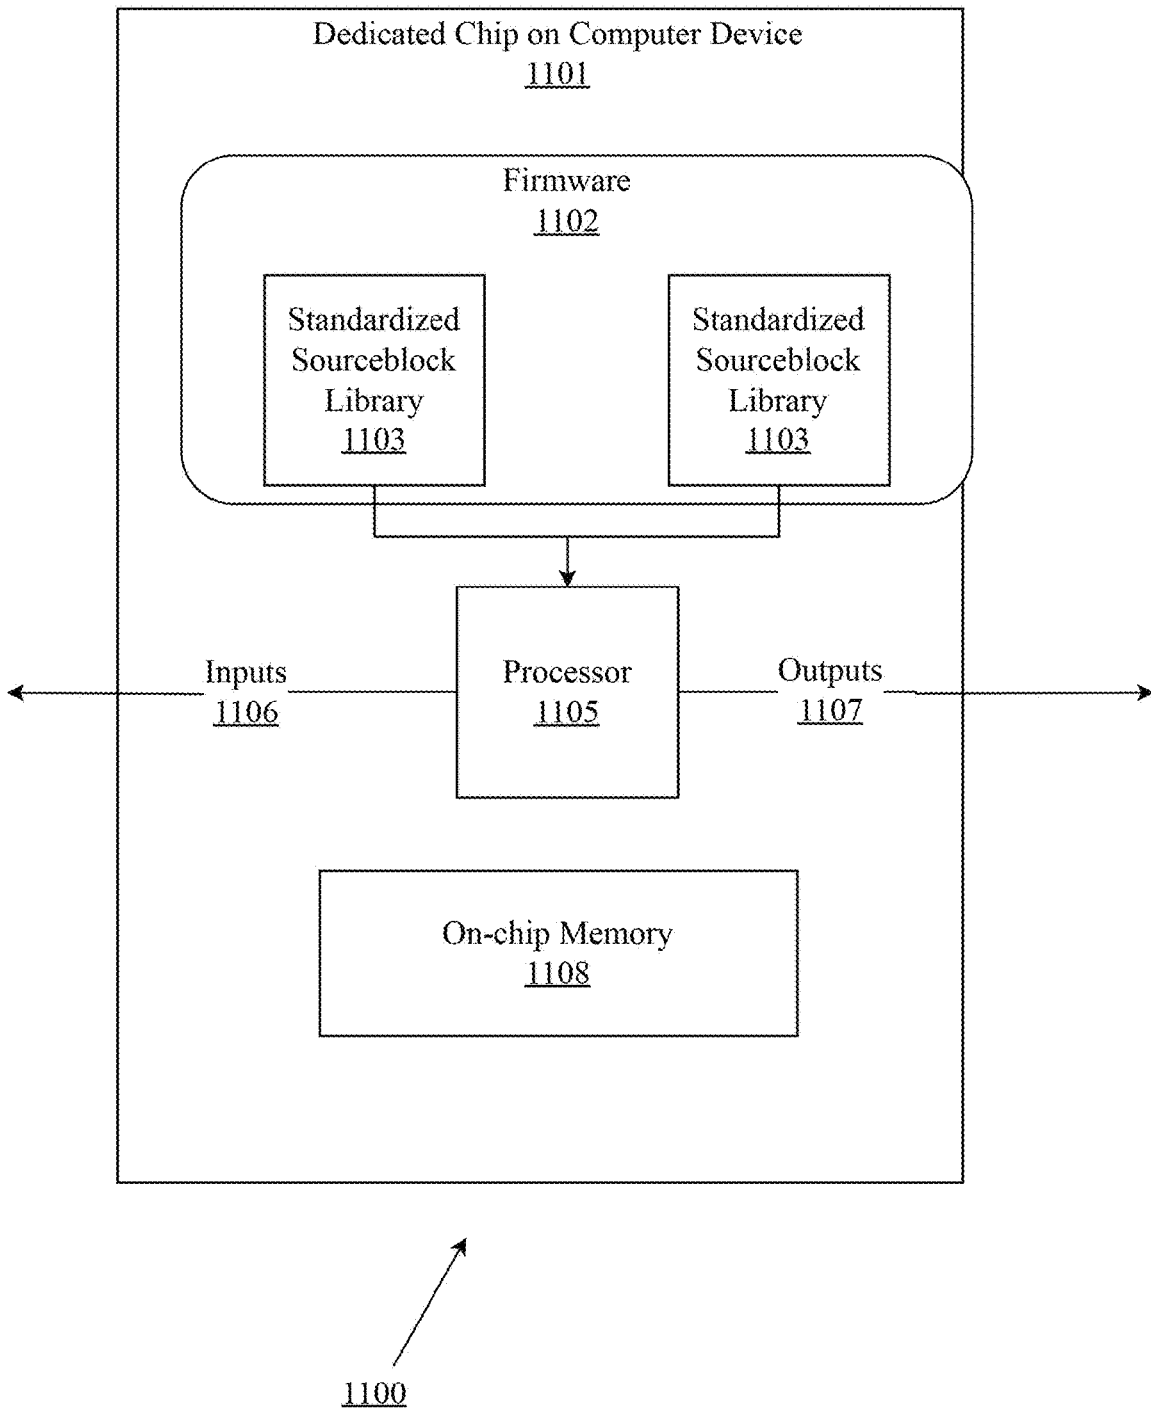 Dedicated Chip on Computer Device
1101
Firmware
1102
Standardized
Sourceblock
Library
1103
Standardized
Sourceblock
Library
1103
Inputs
1106
Processor
1105
Outputs
1107
On-chip Memory
1108
1100